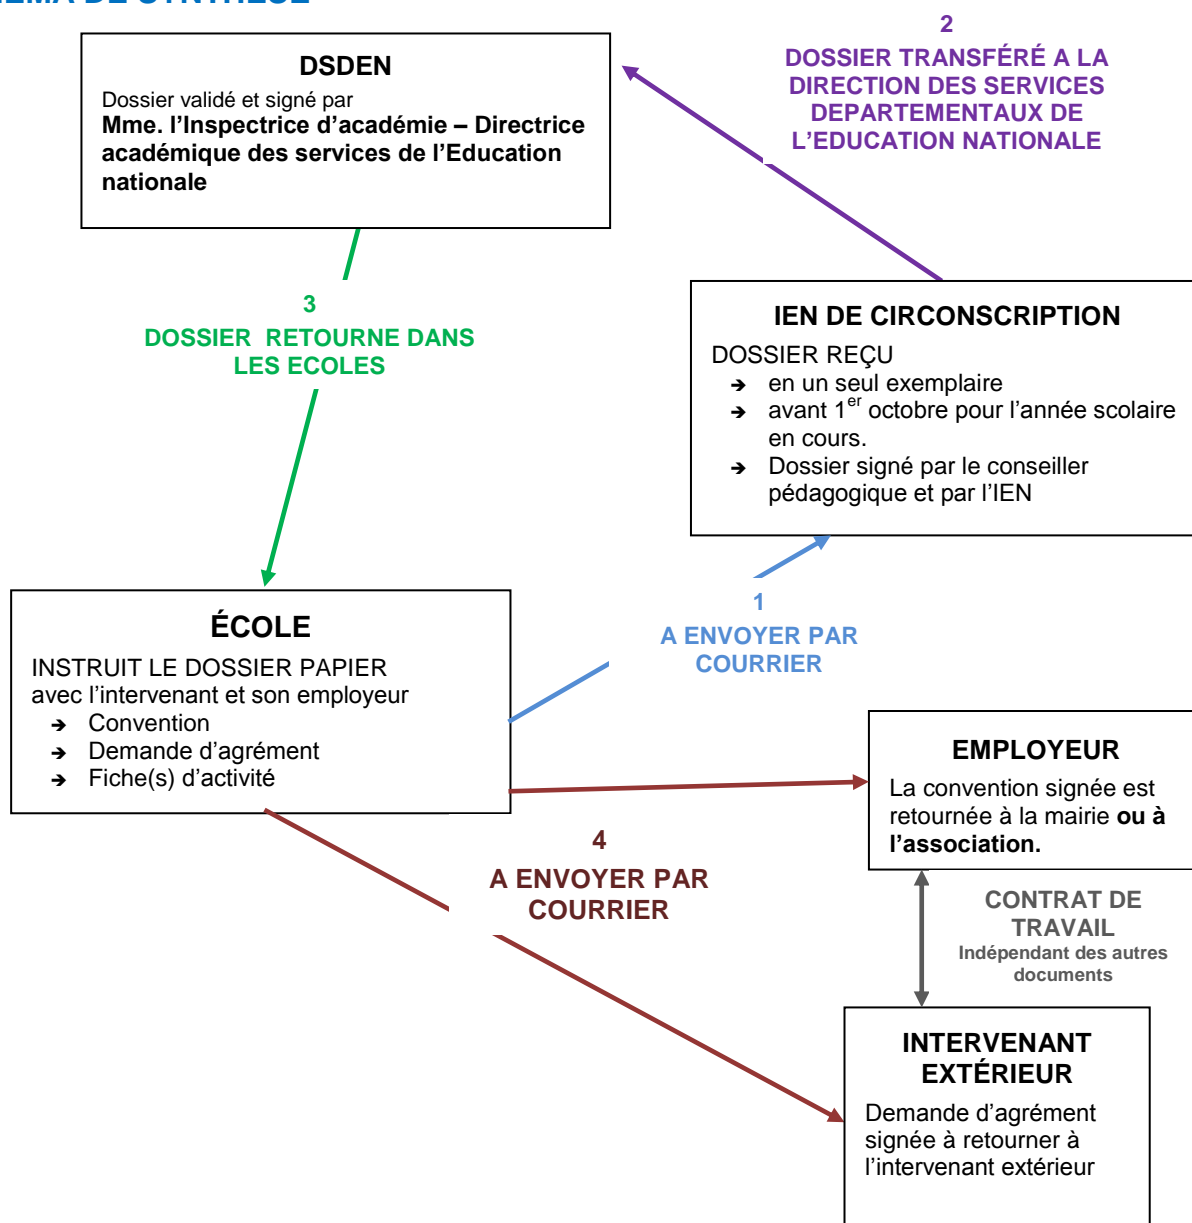 2
DOSSIER TRANSFÉRÉ A LA
DIRECTION DES SERVICES
DEPARTEMENTAUX DE
L’EDUCATION NATIONALE
DSDEN
Dossier validé et signé par
Mme. l’Inspectrice d’académie – Directrice
académique des services de l’Education
nationale
3
DOSSIER RETOURNE DANS
LES ECOLES
IEN DE CIRCONSCRIPTION
DOSSIER REÇU
➔ en un seul exemplaire
➔ avant 1er octobre pour l’année scolaire
en cours.
➔ Dossier signé par le conseiller
pédagogique et par l’IEN
1
A ENVOYER PAR
COURRIER
ÉCOLE
INSTRUIT LE DOSSIER PAPIER
avec l’intervenant et son employeur
➔ Convention
➔ Demande d’agrément
➔ Fiche(s) d’activité
4
A ENVOYER PAR
COURRIER
EMPLOYEUR
La convention signée est
retournée à la mairie ou à
l’association.
CONTRAT DE
TRAVAIL
Indépendant des autres
documents
INTERVENANT
EXTÉRIEUR
Demande d’agrément
signée à retourner à
l’intervenant extérieur